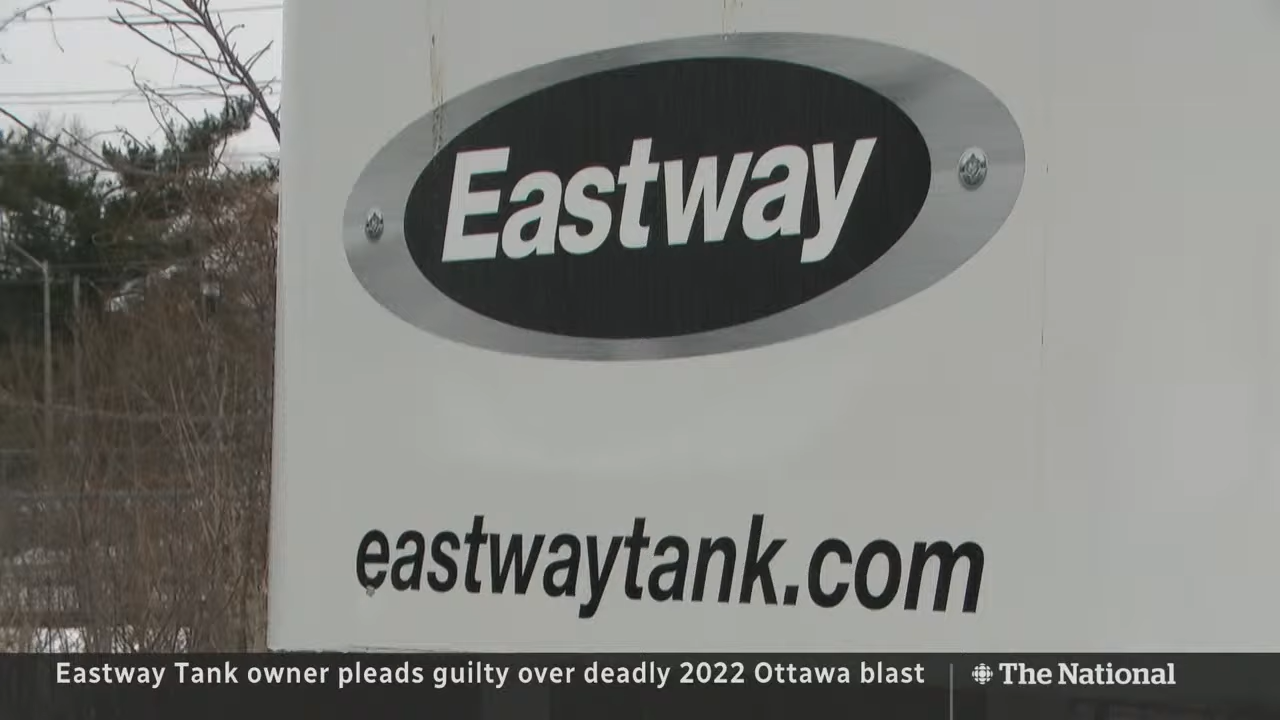 Eastway
eastwaytank.com
Eastway Tank owner pleads guilty over deadly 2022 Ottawa blast
The National